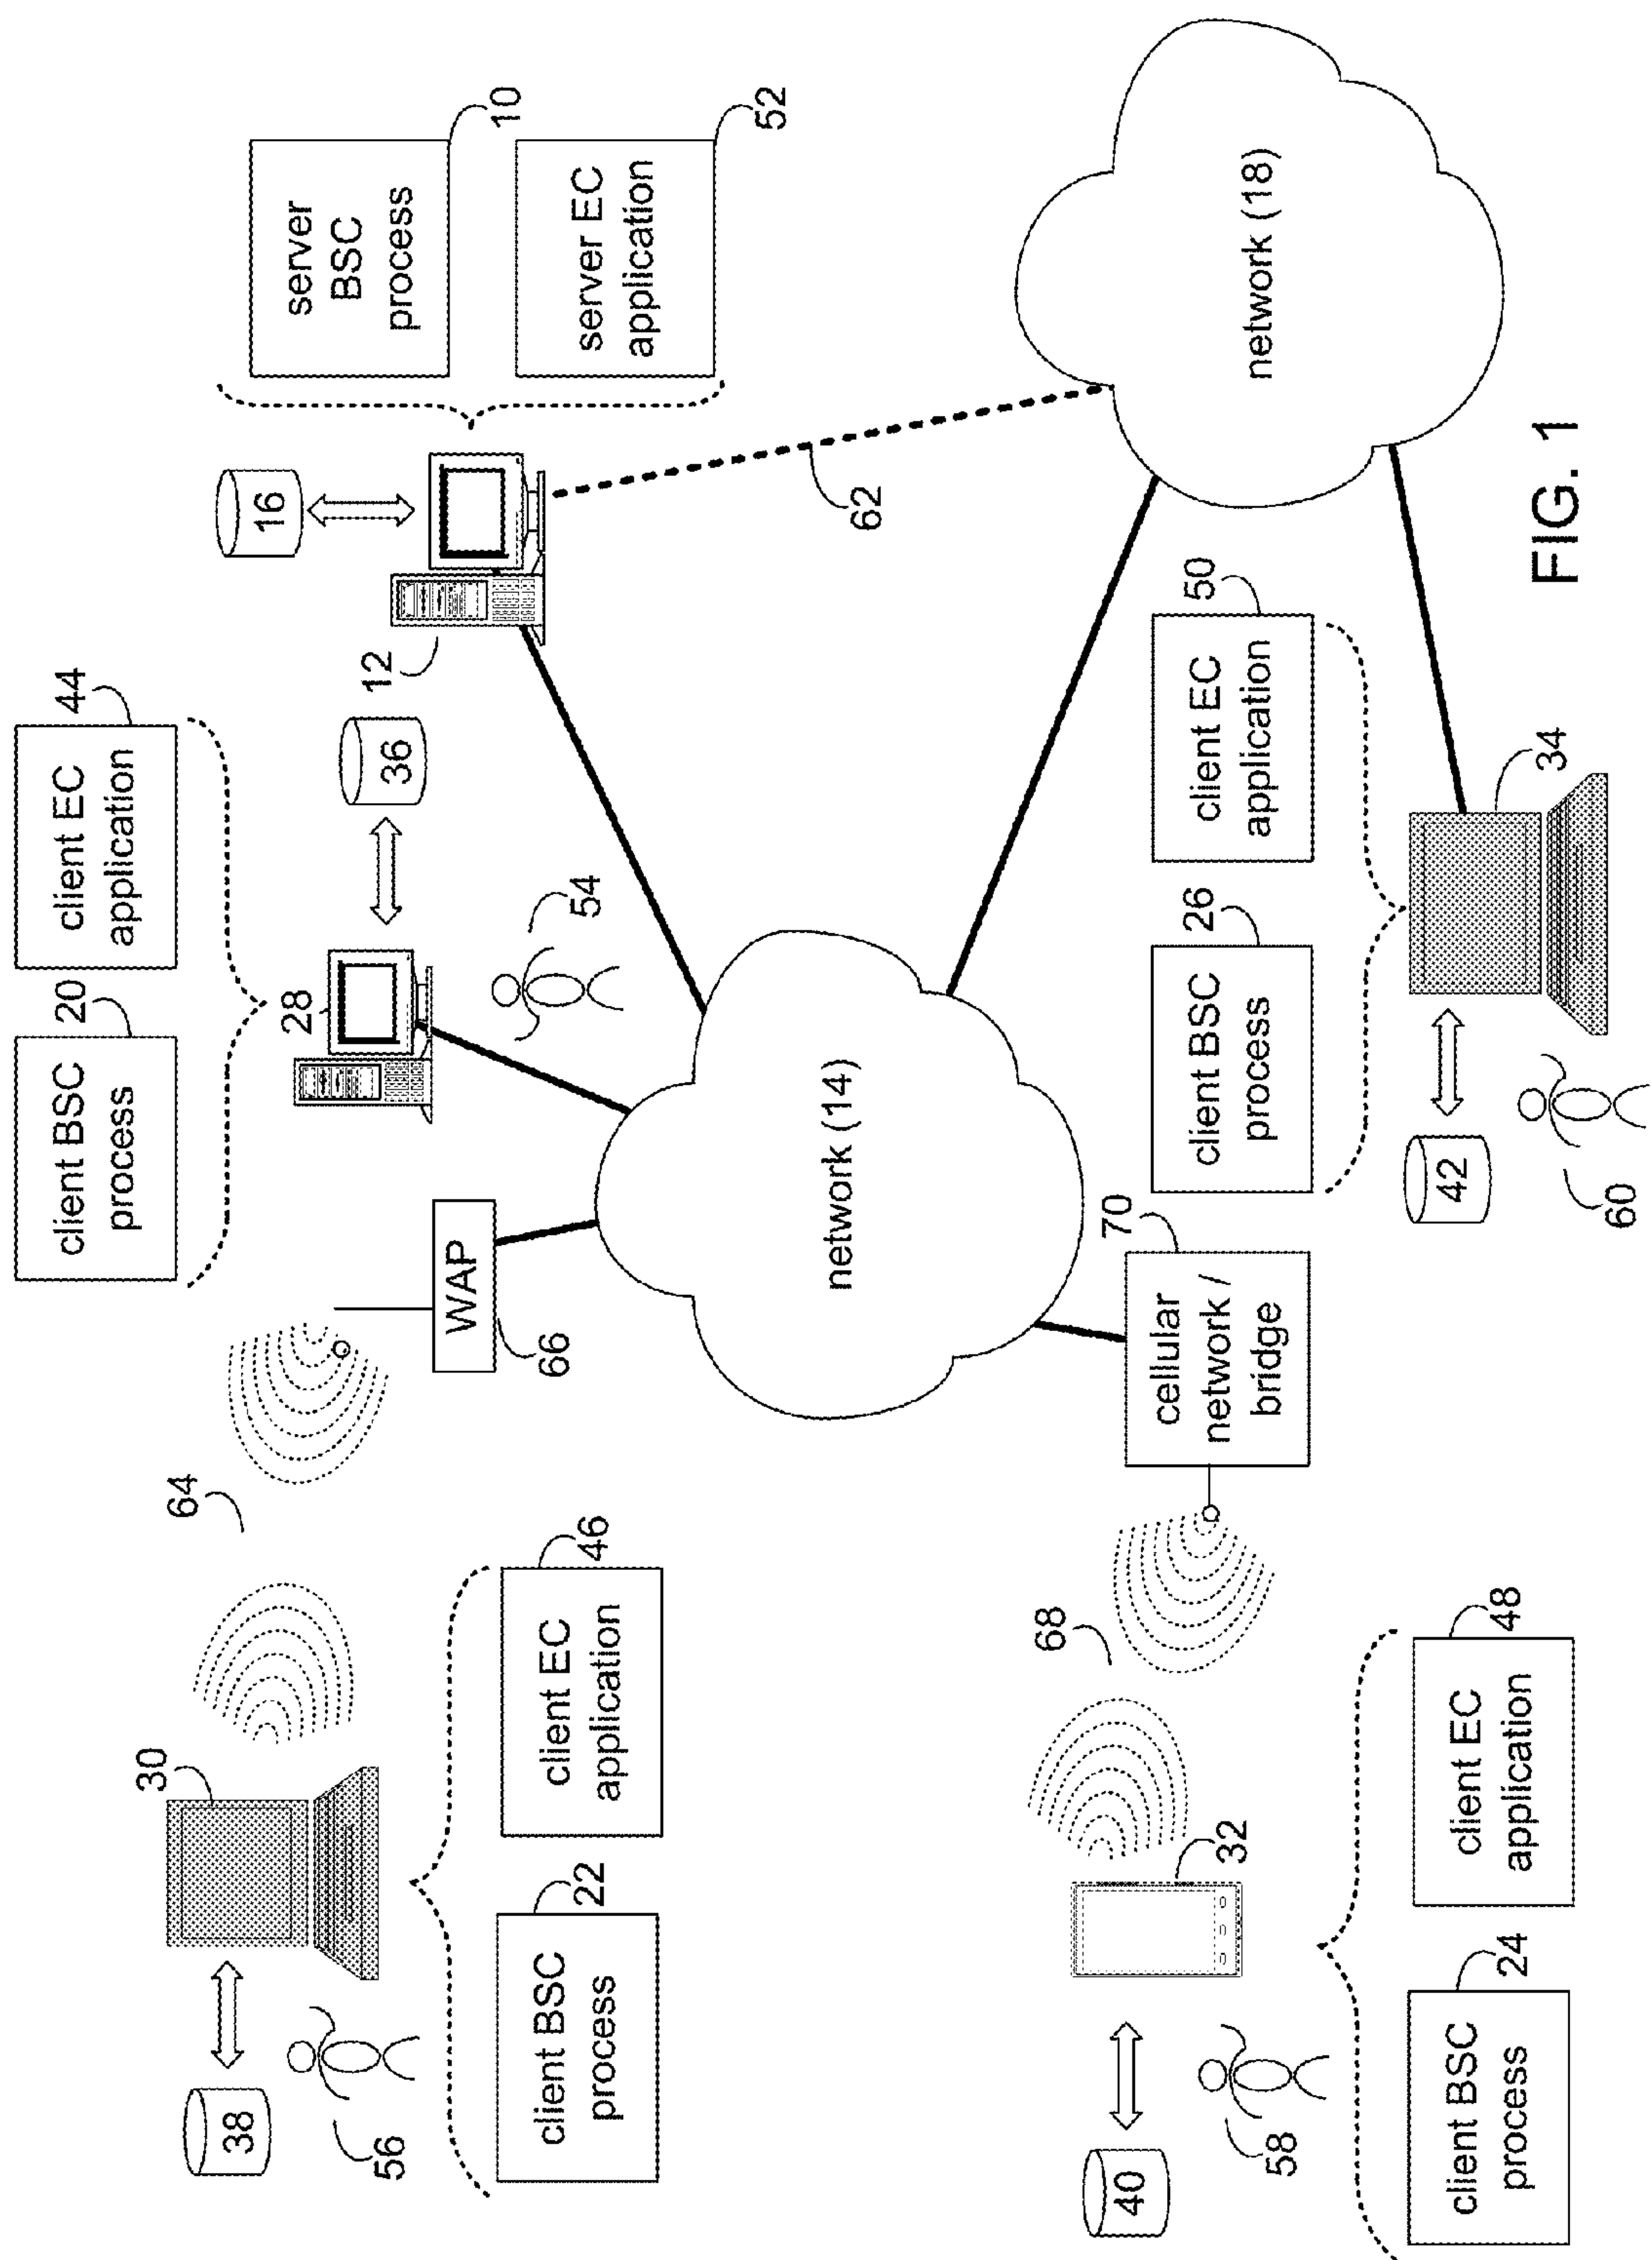 64
30
38
56
client BSC
process
22
client EC
application
46
client BSC
process
20
client EC
application
44
28
36
54
WAP
66
16
12
server
BSC
process
10
server EC
application
52
62
network (14)
network (18)
cellular
network /
bridge
70
68
32
40
58
client BSC
process
24
client EC
application
48
client BSC
process
26
client EC
application
50
42
60
34
FIG. 1